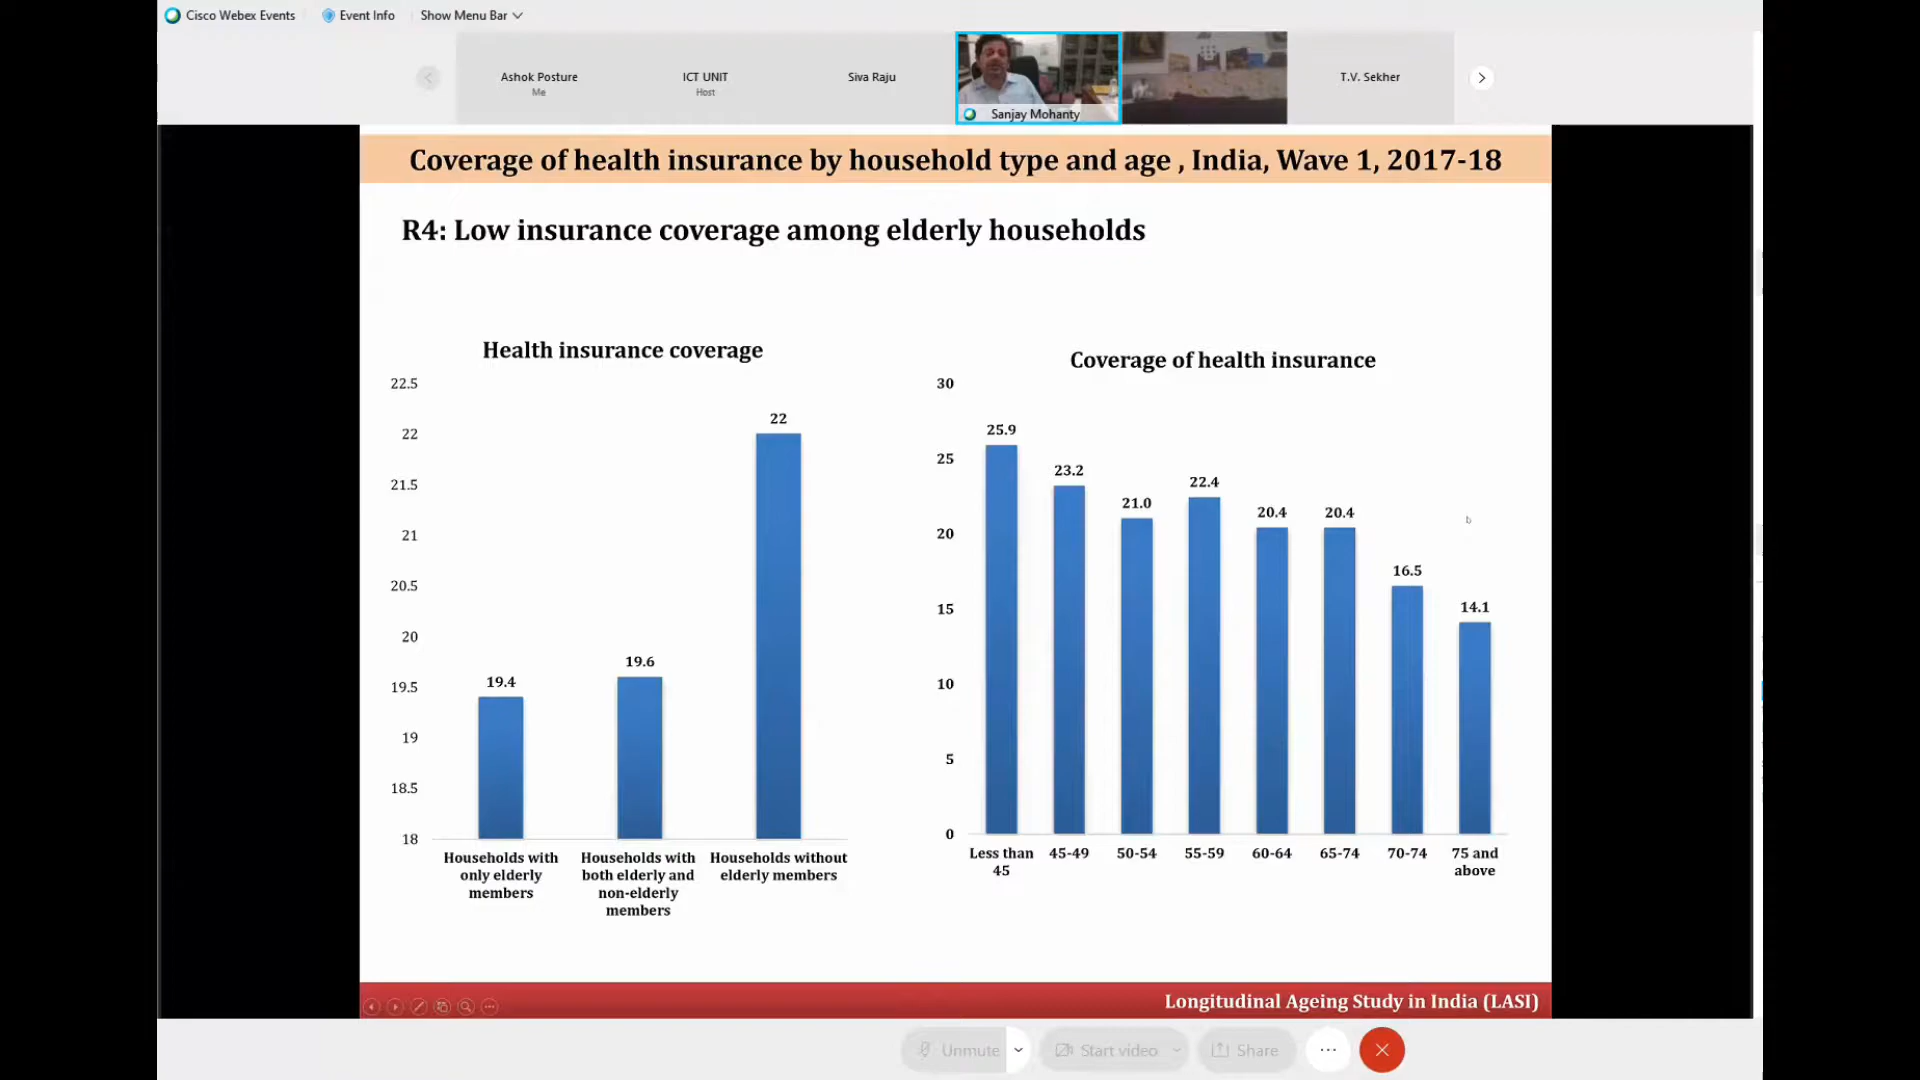 Cisco Webex Events Event Info Show Menu Bar
Ashok Posture
Me
ICT UNIT
Host
Siva Raju
Sanjay Mohanty
T.V. Sekher
Coverage of health insurance by household type and age , India, Wave 1, 2017-18
R4: Low insurance coverage among elderly households
Health insurance coverage
22.5
22
21.5
21
20.5
20
19.5
19
18.5
18
19.4
19.6
22
Households with
only elderly
members
Households with
both elderly and
non-elderly
members
Households without
elderly members
Coverage of health insurance
30
25
20
15
10
5
0
25.9
23.2
21.0
22.4
20.4
20.4
16.5
14.1
Less than
45
45-49
50-54
55-59
60-64
65-74
70-74
75 and
above
Longitudinal Ageing Study in India (LASI)
Unmute
Start video
Share